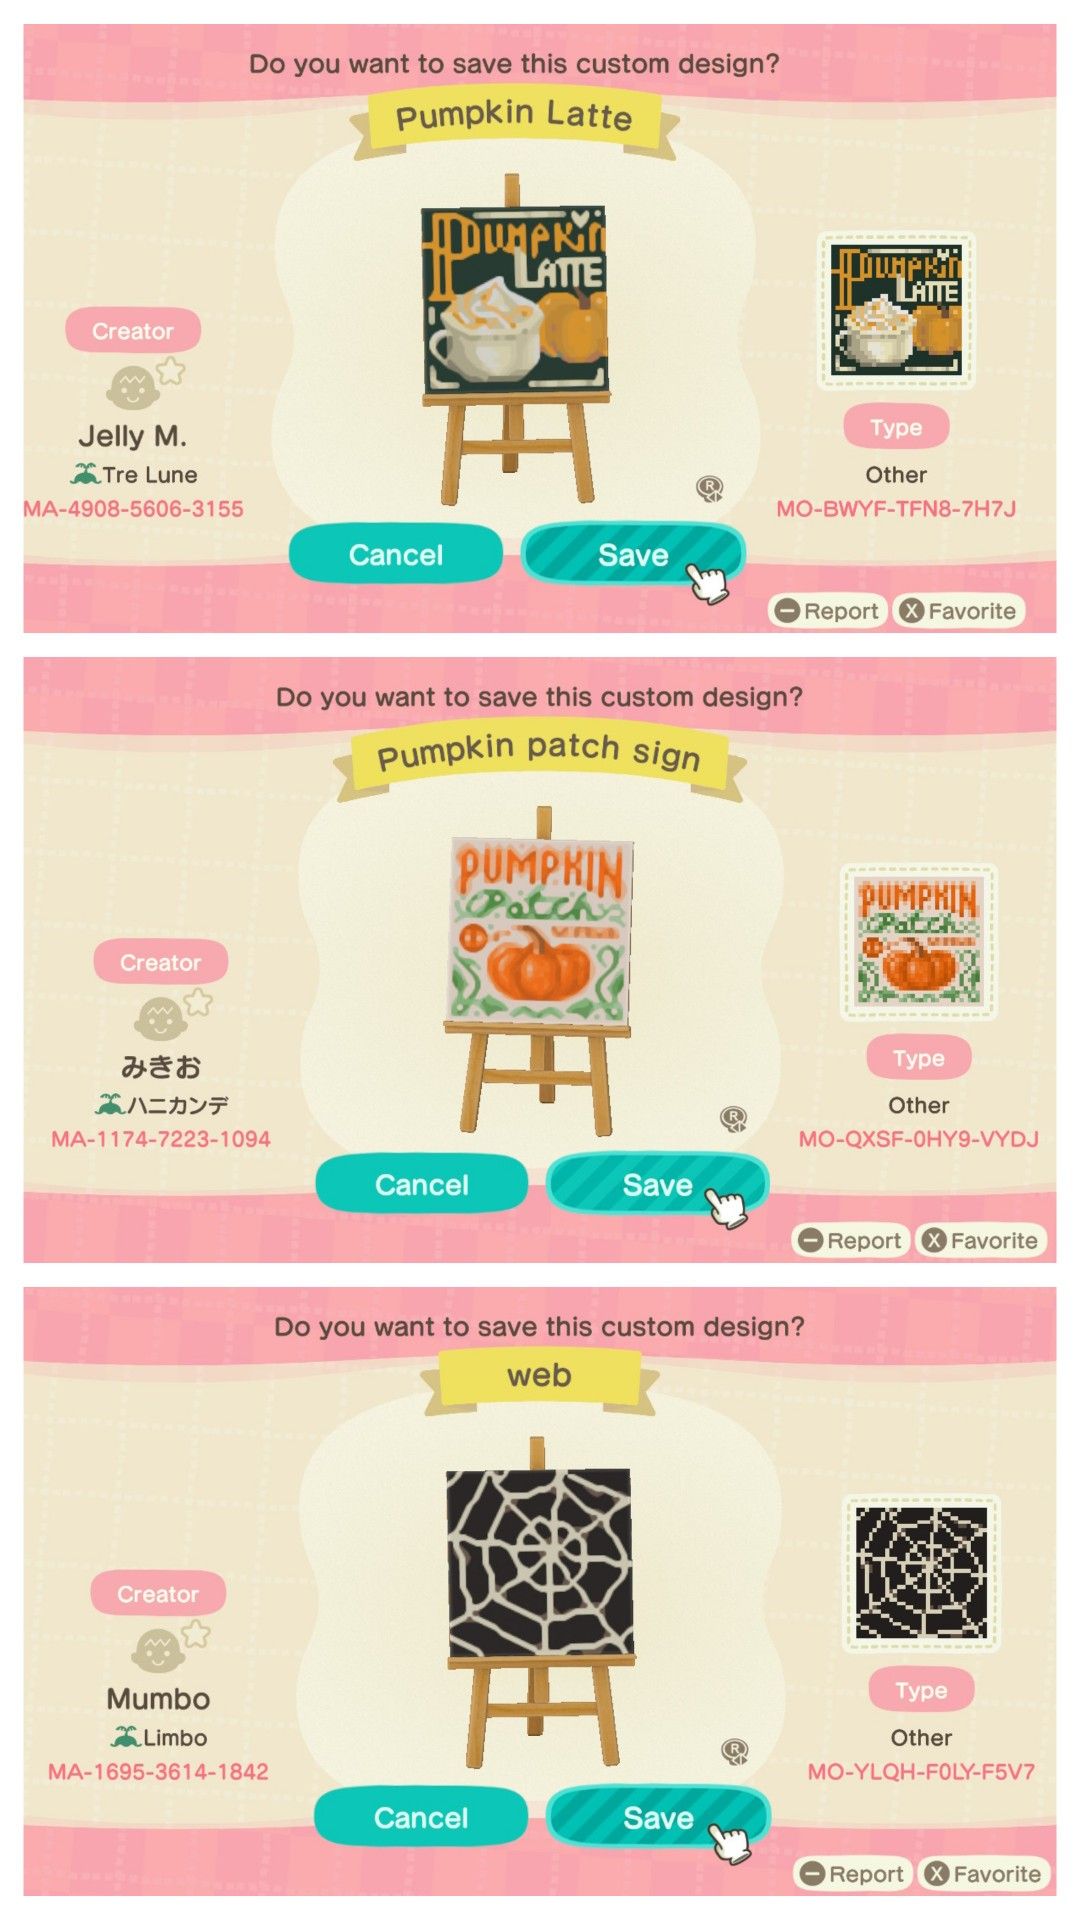 Do you want to save this custom design?
Pumpkin Latte
PUMPKIN
LATTE
PUMPKIN
LATTE
Creator
Jelly M.
Tre Lune
MA-4908-5606-3155
Type
Other
MO-BWYF-TFN8-7H7J
R
Cancel
Save
Report
X Favorite
Do you want to save this custom design?
Pumpkin patch sign
PUMPKIN
Patch
PUMPKIN
Patch
Creator
みきお
ハニカンデ
MA-1174-7223-1094
Type
Other
MO-QXSF-0HY9-VYDJ
R
Cancel
Save
Report
X Favorite
Do you want to save this custom design?
web
Creator
Mumbo
Limbo
MA-1695-3614-1842
Type
Other
MO-YLQH-F0LY-F5V7
R
Cancel
Save
Report
X Favorite